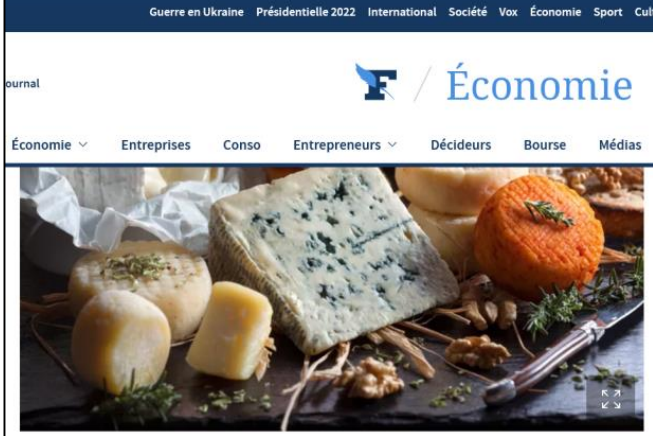 Guerre en Ukraine Présidentielle 2022 International Société Vox Économie Sport Cult
ournal
F / Économie
Économie Entreprises Conso Entrepreneurs Décideurs Bourse Médias